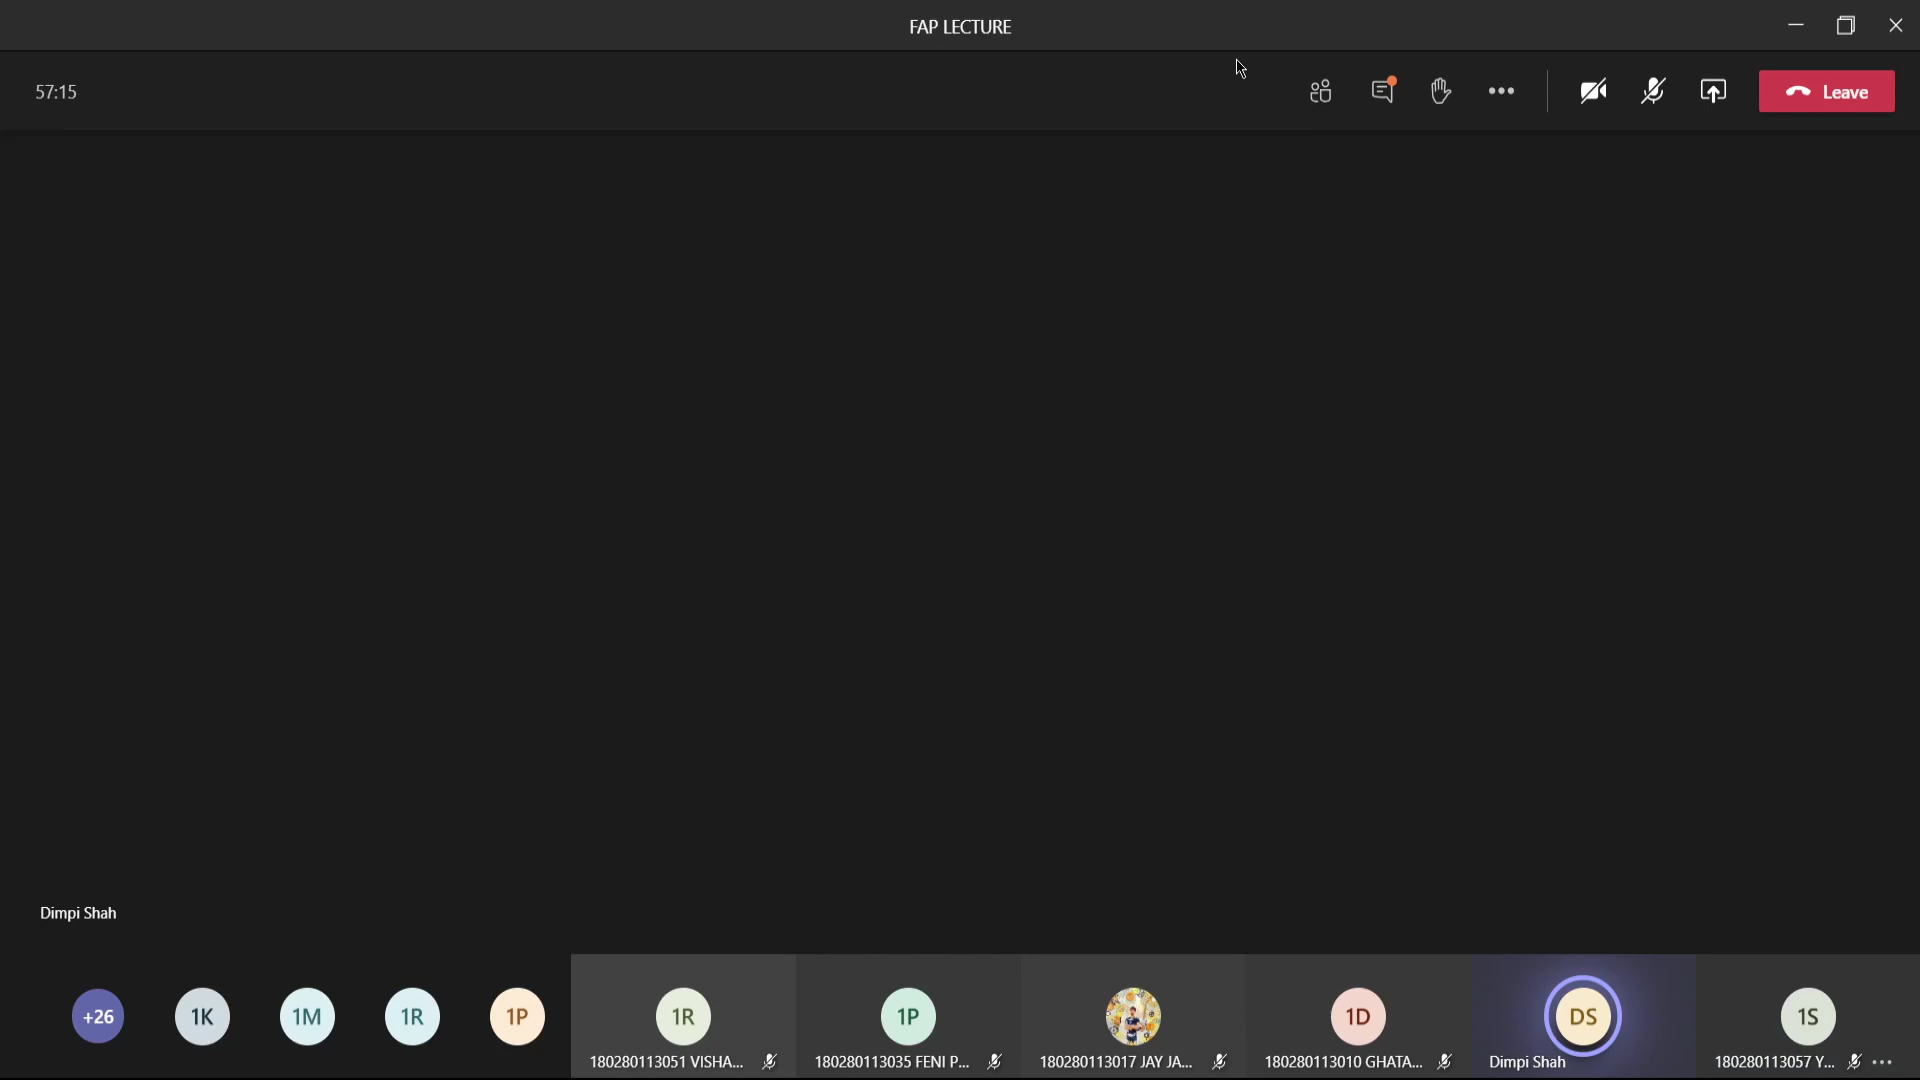 FAP LECTURE
57:15
Leave
Dimpi Shah
+26
1K
1M
1R
1P
1R
1P
1D
DS
1S
180280113051 VISHA...
180280113035 FENI P...
180280113017 JAY JA...
180280113010 GHATA...
Dimpi Shah
180280113057 Y...